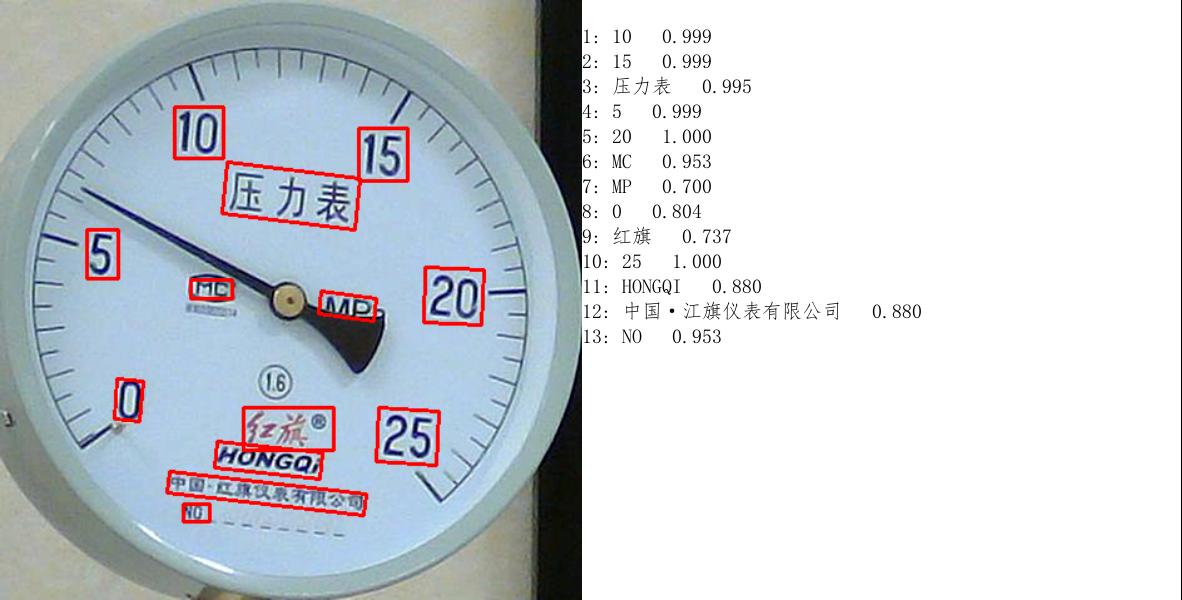 10
15
压力表
5
MC
MPa
20
0
1.6
25
红旗®
HONGQi
中国·红旗仪表有限公司
NO
1: 10 0.999
2: 15 0.999
3: 压力表 0.995
4: 5 0.999
5: 20 1.000
6: MC 0.953
7: MP 0.700
8: 0 0.804
9: 红旗 0.737
10: 25 1.000
11: HONGQI 0.880
12: 中国·江旗仪表有限公司 0.880
13: NO 0.953